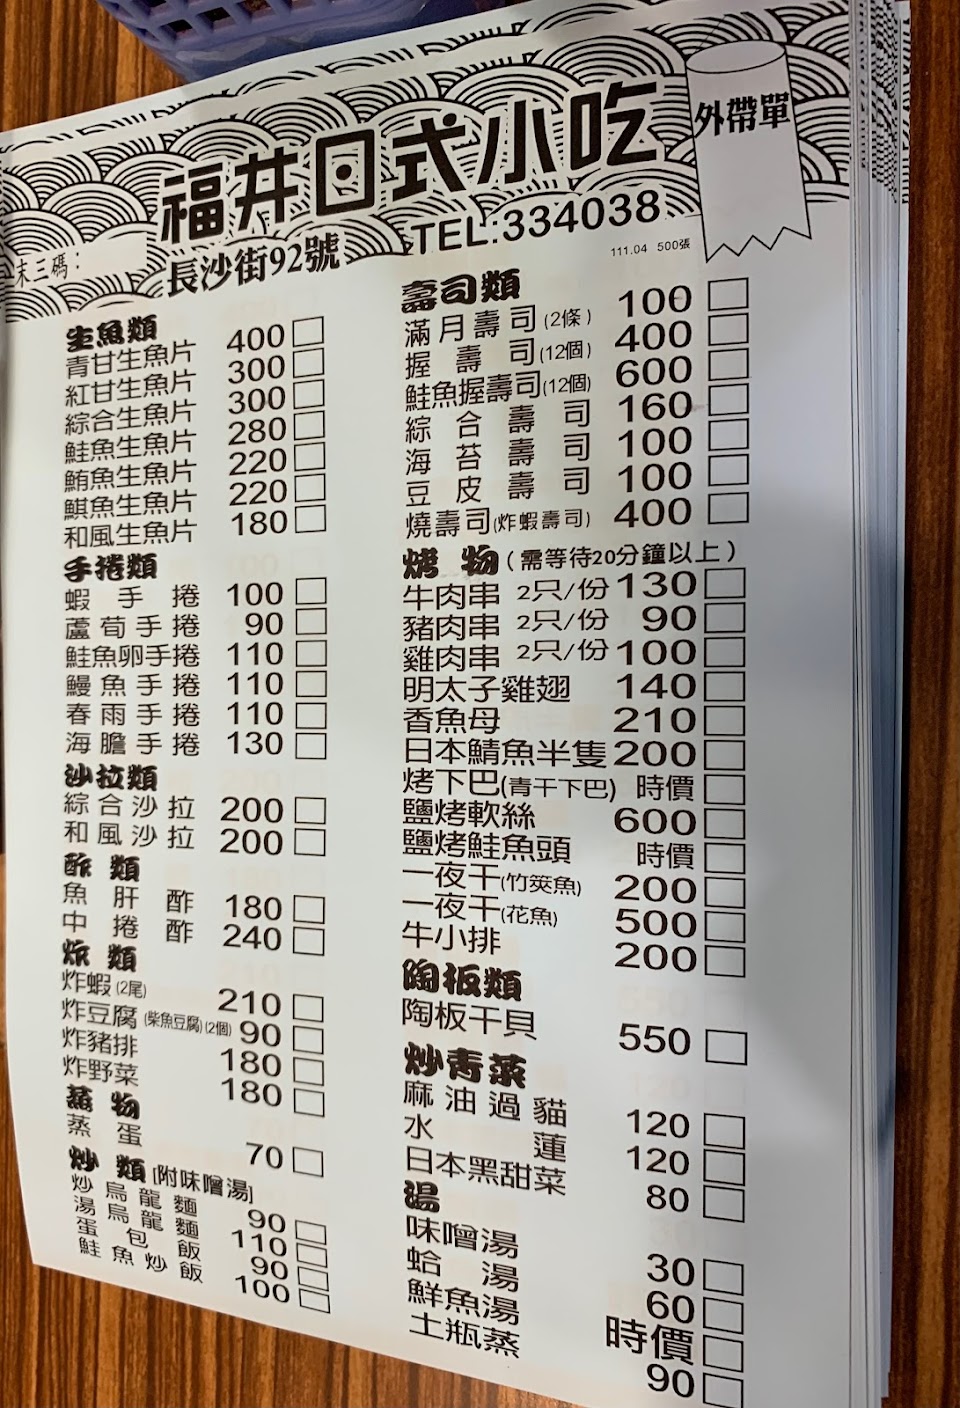 福井日式小吃
外帶單
末三碼：
長沙街92號
TEL:334038
111.04 500張
生魚類
青甘生魚片 400
紅甘生魚片 300
綜合生魚片 300
鮭魚生魚片 280
鮪魚生魚片 220
鯕魚生魚片 220
和風生魚片 180
手捲類
蝦手捲 100
蘆荀手捲 90
鮭魚卵手捲 110
鰻魚手捲 110
春雨手捲 110
海膽手捲 130
沙拉類
綜合沙拉 200
和風沙拉 200
酢類
魚肝酢 180
中捲酢 240
炸類
炸蝦(2尾) 210
炸豆腐(柴魚豆腐)(2個) 90
炸豬排 180
炸野菜 180
蒸物
蒸蛋 70
炒類[附味噌湯]
炒烏龍麵 90
湯烏龍麵 110
蛋包飯 90
鮭魚炒飯 100
壽司類
滿月壽司(2條) 100
握壽司(12個) 400
鮭魚握壽司(12個) 600
綜合壽司 160
海苔壽司 100
豆皮壽司 100
燒壽司(炸蝦壽司) 400
烤物(需等待20分鐘以上)
牛肉串 2只/份 130
豬肉串 2只/份 90
雞肉串 2只/份 100
明太子雞翅 140
香魚母 210
日本鯖魚半隻 200
烤下巴(青干下巴) 時價
鹽烤軟絲 600
鹽烤鮭魚頭 時價
一夜干(竹筴魚) 200
一夜干(花魚) 500
牛小排 200
陶板類
陶板干貝 550
炒青菜
麻油過貓 120
水蓮 120
日本黑甜菜 80
湯
味噌湯 30
蛤湯 60
鮮魚湯 時價
土瓶蒸 90